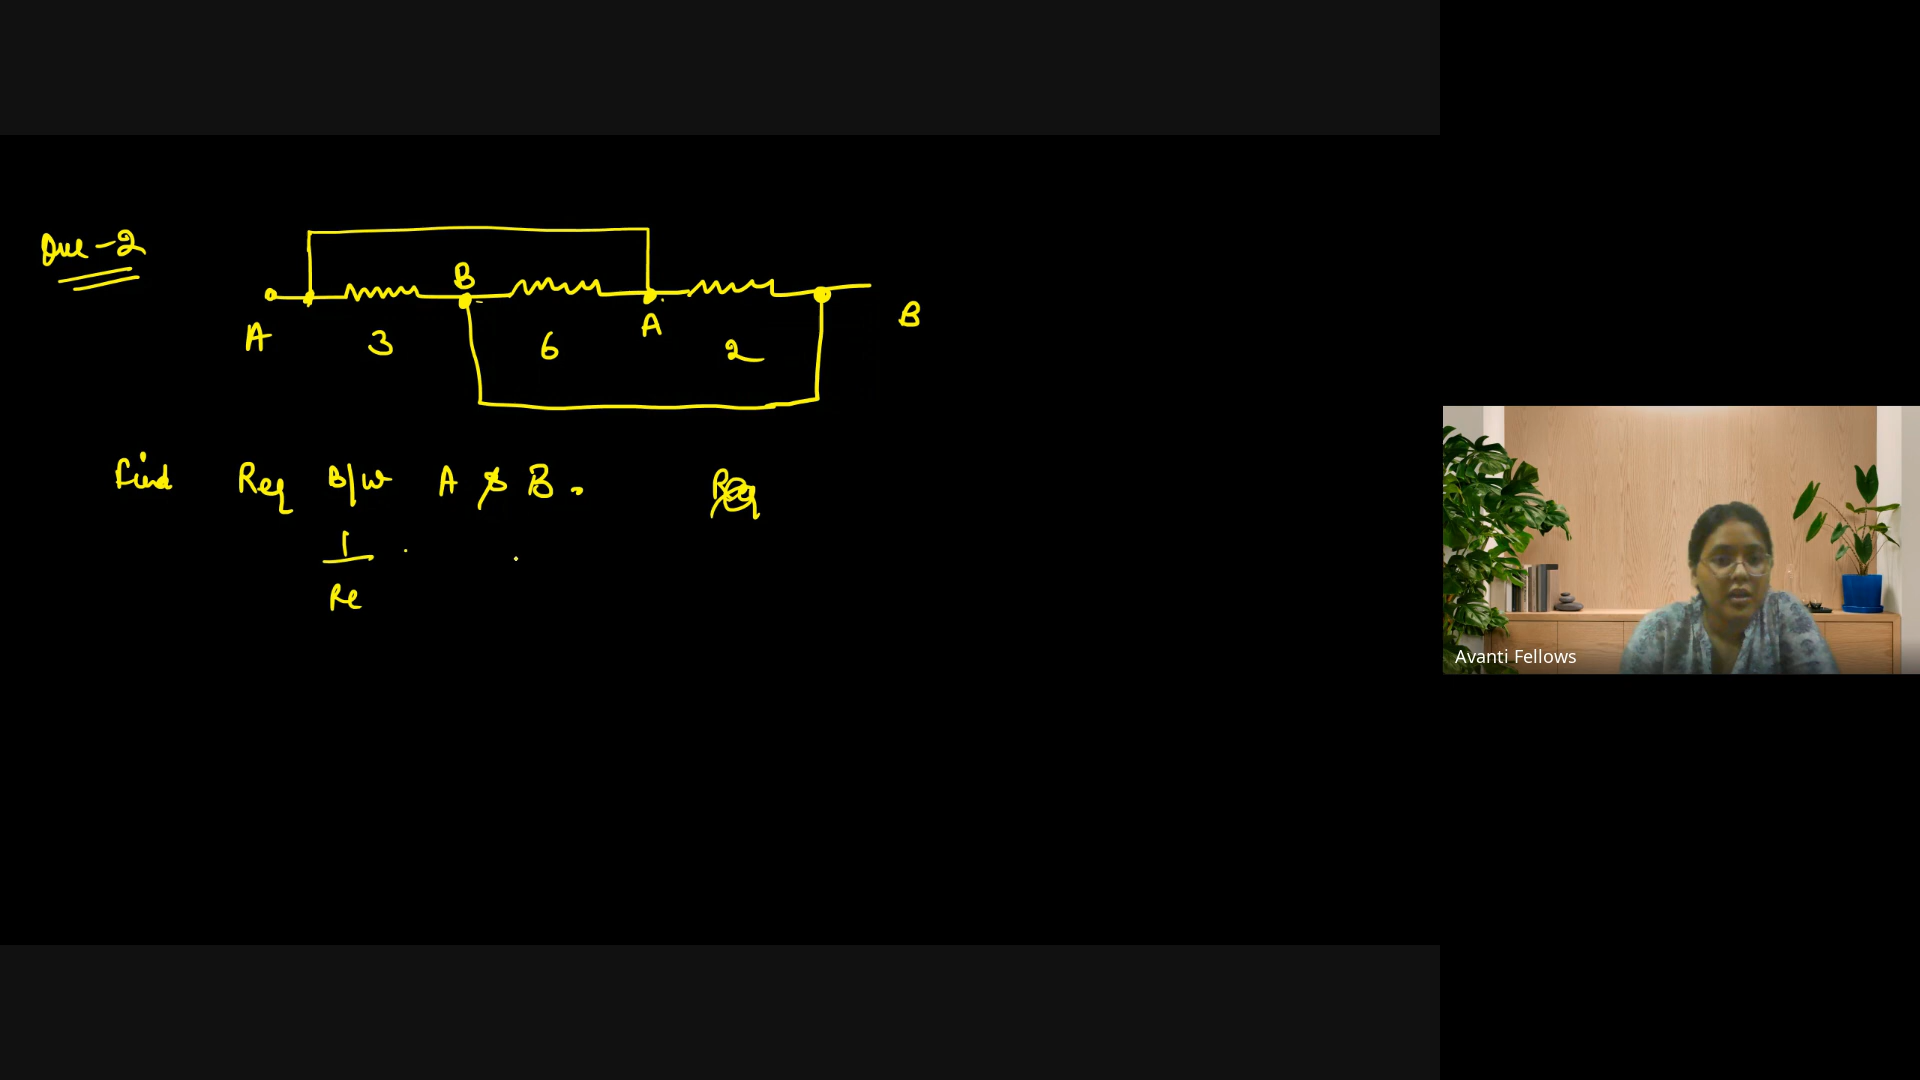 Que-2
B
A 3 6 A 2 B
Find Req B/w A & B.
1
Re
Avanti Fellows